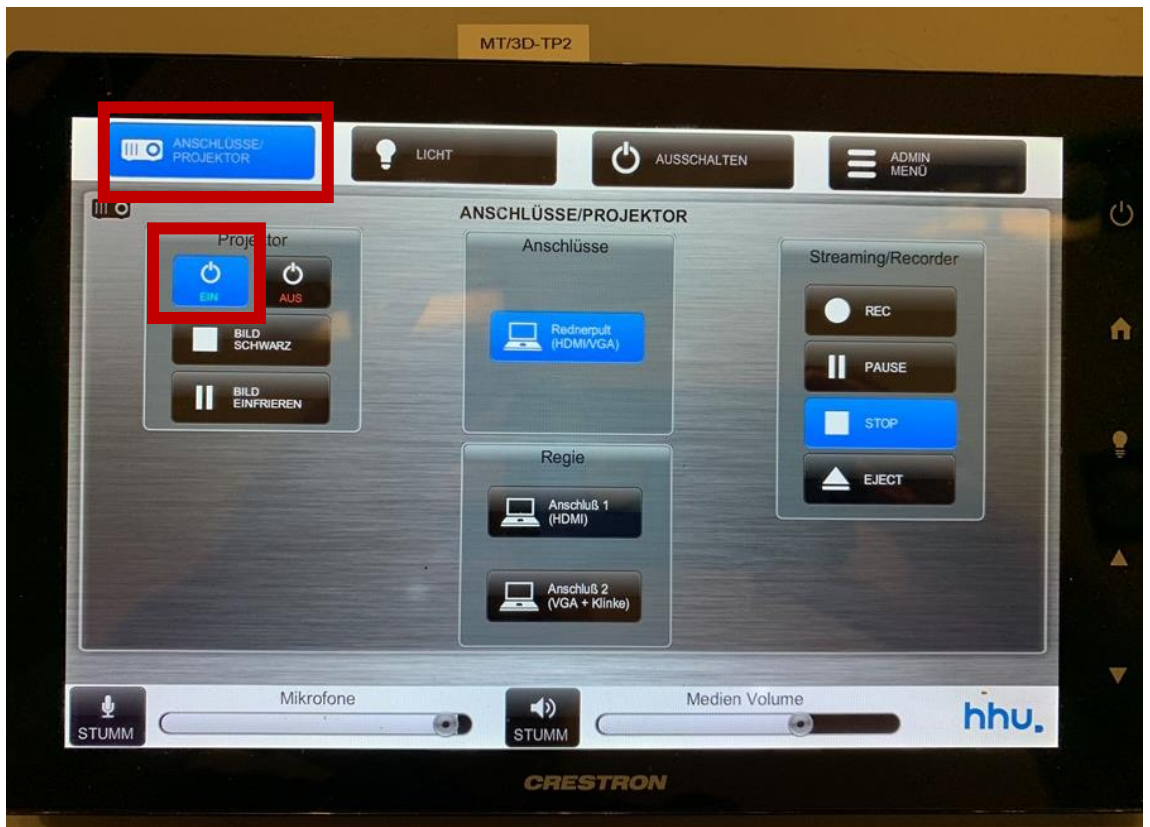 MT/3D-TP2
ANSCHLÜSSE/
PROJEKTOR
LICHT
AUSSCHALTEN
ADMIN
MENÜ
ANSCHLÜSSE/PROJEKTOR
Projektor
EIN
AUS
BILD
SCHWARZ
BILD
EINFRIEREN
Anschlüsse
Rednerpult
(HDMI/VGA)
Regie
Anschluß 1
(HDMI)
Anschluß 2
(VGA + Klinke)
Streaming/Recorder
REC
PAUSE
STOP
EJECT
STUMM
Mikrofone
STUMM
Medien Volume
hhu.
CRESTRON